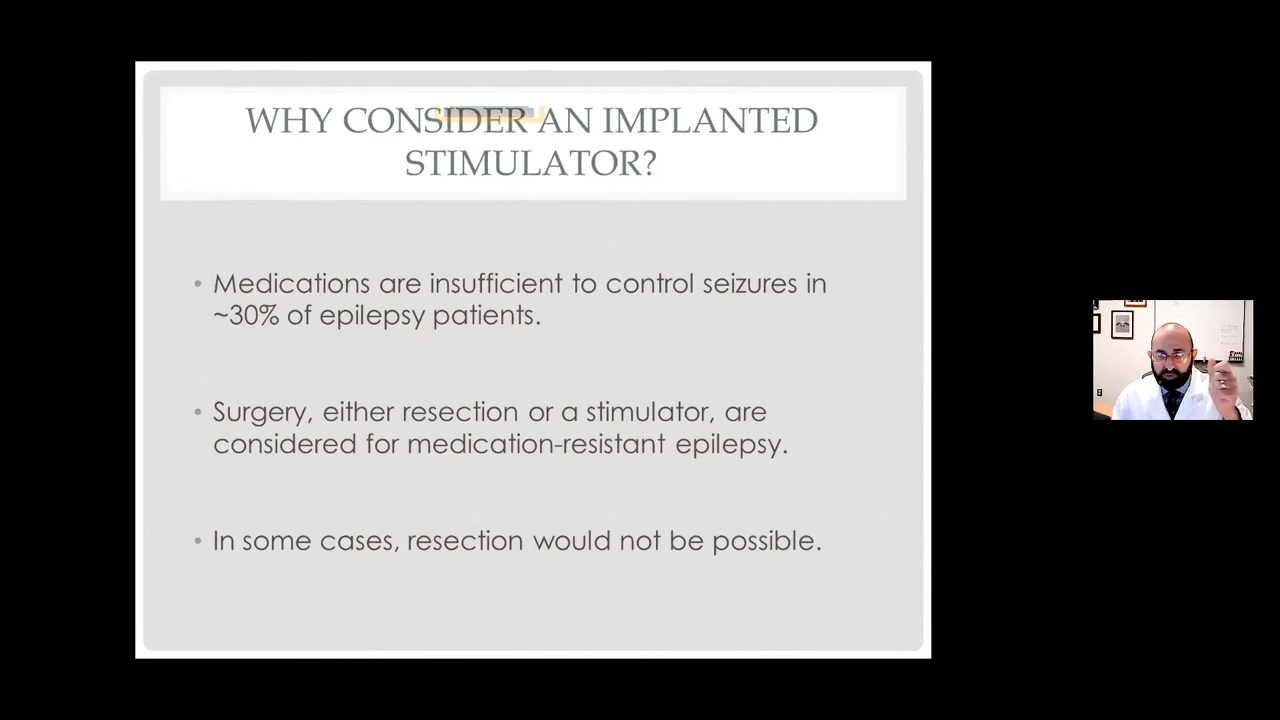 WHY CONSIDER AN IMPLANTED
STIMULATOR?
• Medications are insufficient to control seizures in
~30% of epilepsy patients.
• Surgery, either resection or a stimulator, are
considered for medication-resistant epilepsy.
• In some cases, resection would not be possible.